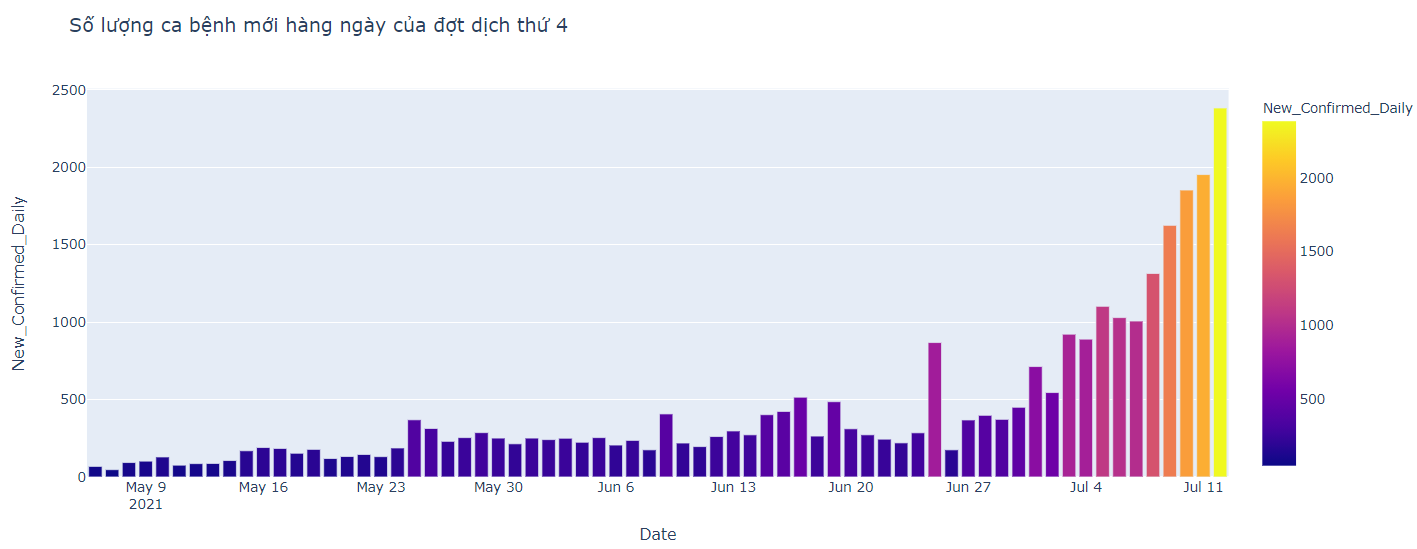 Số lượng ca bệnh mới hàng ngày của đợt dịch thứ 4
New_Confirmed_Daily
2500
2000
1500
1000
500
0
May 9
2021
May 16
May 23
May 30
Jun 6
Jun 13
Jun 20
Jun 27
Jul 4
Jul 11
Date
New_Confirmed_Daily
2000
1500
1000
500